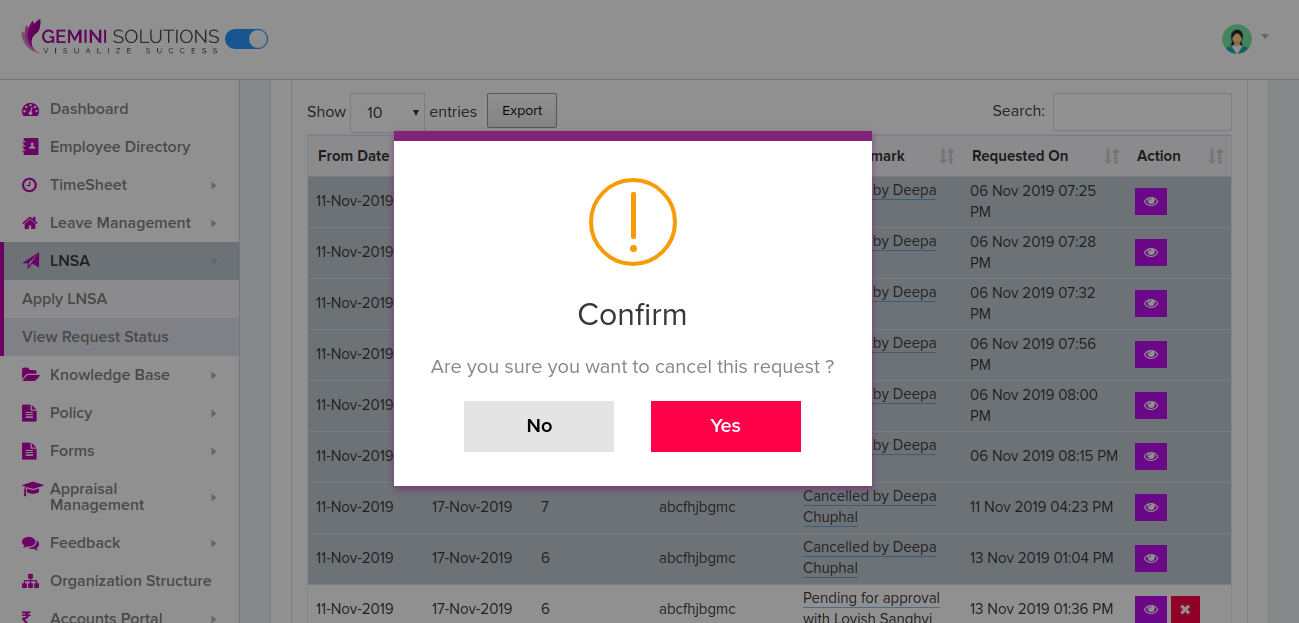 GEMINI SOLUTIONS
VISUALIZE SUCCESS
Dashboard
Employee Directory
TimeSheet
Leave Management
LNSA
Apply LNSA
View Request Status
Knowledge Base
Policy
Forms
Appraisal
Management
Feedback
Organization Structure
Accounts Portal
Show 10 entries Export Search:
From Date mark Requested On Action
11-Nov-2019 by Deepa 06 Nov 2019 07:25
PM
11-Nov-2019 by Deepa 06 Nov 2019 07:28
PM
11-Nov-2019 by Deepa 06 Nov 2019 07:32
PM
11-Nov-2019 by Deepa 06 Nov 2019 07:56
PM
11-Nov-2019 by Deepa 06 Nov 2019 08:00
PM
11-Nov-2019 by Deepa 06 Nov 2019 08:15 PM
11-Nov-2019 17-Nov-2019 7 abcfhjbgmc Cancelled by Deepa 11 Nov 2019 04:23 PM
Chuphal
11-Nov-2019 17-Nov-2019 6 abcfhjbgmc Cancelled by Deepa 13 Nov 2019 01:04 PM
Chuphal
11-Nov-2019 17-Nov-2019 6 abcfhjbgmc Pending for approval 13 Nov 2019 01:36 PM
with Lovish Sanghvi
Confirm
Are you sure you want to cancel this request ?
No Yes